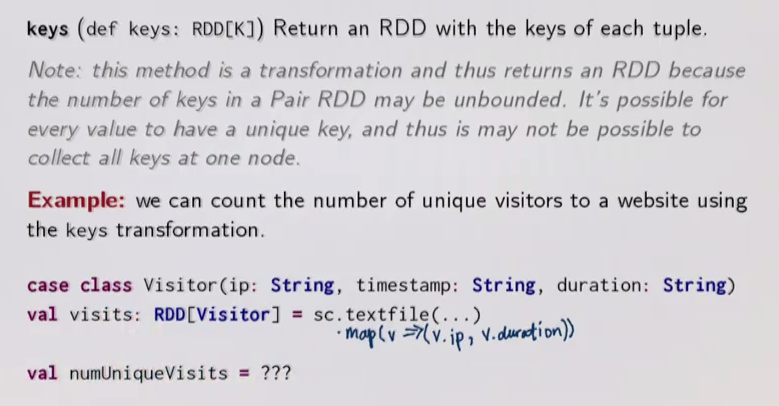 keys (def keys: RDD[K]) Return an RDD with the keys of each tuple.
Note: this method is a transformation and thus returns an RDD because
the number of keys in a Pair RDD may be unbounded. It's possible for
every value to have a unique key, and thus is may not be possible to
collect all keys at one node.
Example: we can count the number of unique visitors to a website using
the keys transformation.
case class Visitor(ip: String, timestamp: String, duration: String)
val visits: RDD[Visitor] = sc.textfile(...)
.map(v => (v.ip, v.duration))
val numUniqueVisits = ???